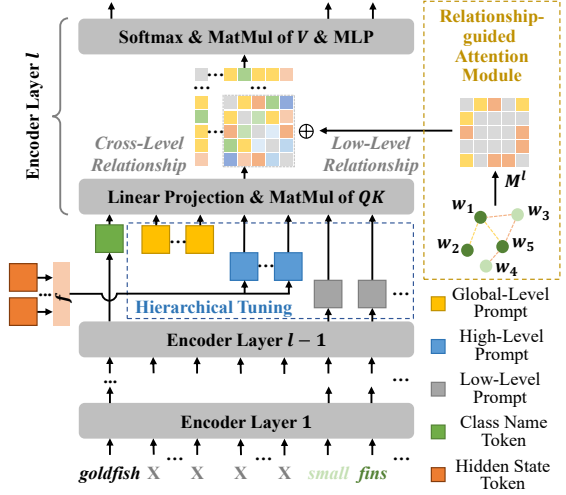 Softmax & MatMul of V & MLP
Relationship-
guided
Attention
Module
Encoder Layer l
Cross-Level
Relationship
Low-Level
Relationship
M^l
Linear Projection & MatMul of QK
w₁
w₃
w₂
w₅
w₄
f
Hierarchical Tuning
Encoder Layer l − 1
Encoder Layer 1
goldfish X X X X small fins
Global-Level
Prompt
High-Level
Prompt
Low-Level
Prompt
Class Name
Token
Hidden State
Token